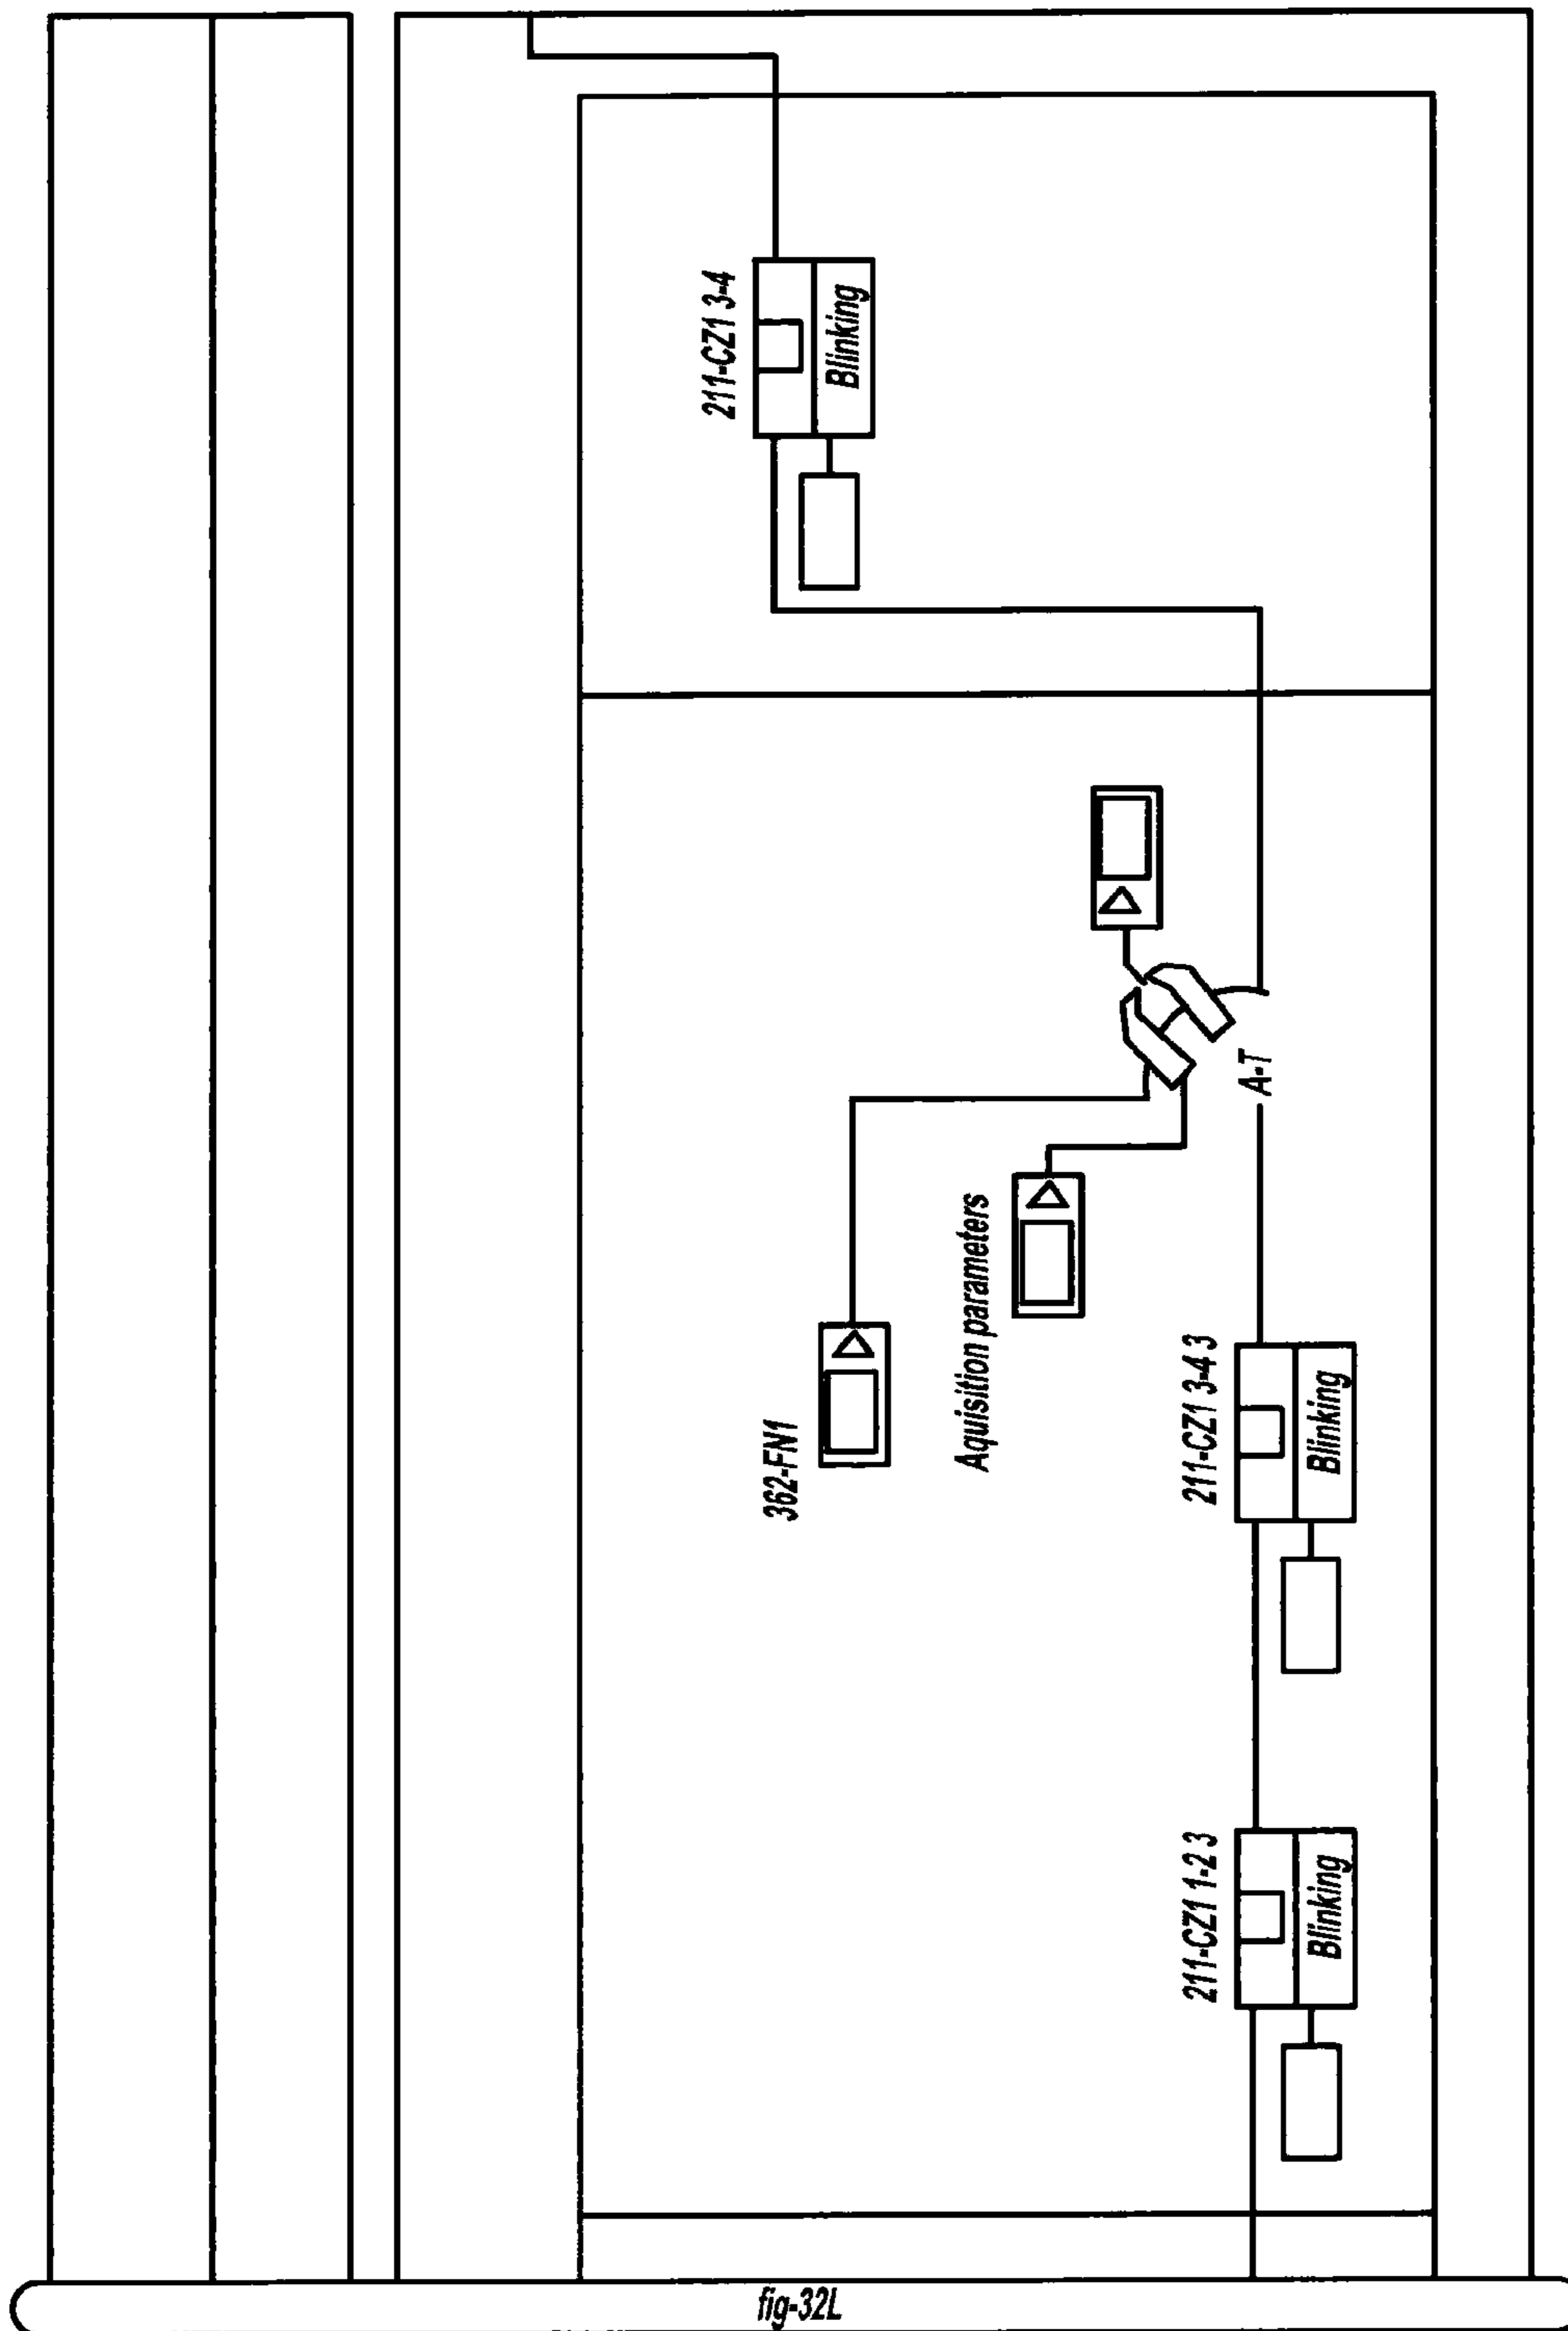 211-CZ1 3-4
Blinking
362-FN1
Aquisition parameters
A-T
211-CZ1 3-4 3
Blinking
211-CZ1 1-2 3
Blinking
fig-32L